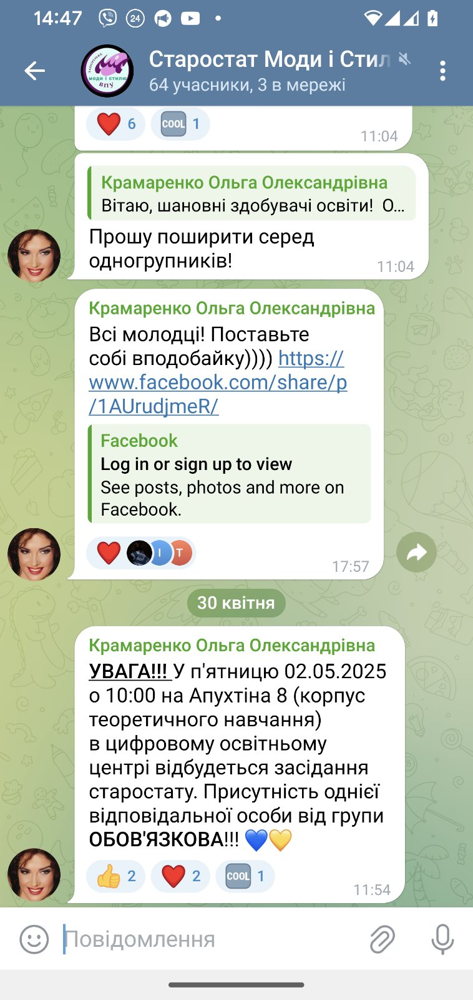 14:47
24
Старостат Моди і Стил
64 учасники, 3 в мережі
ЗАПОРІЗЬКЕ
МОДИ І СТИЛЮ
ВПУ
6
COOL 1
11:04
Крамаренко Ольга Олександрівна
Вітаю, шановні здобувачі освіти! О...
Прошу поширити серед
одногрупників!
11:04
Крамаренко Ольга Олександрівна
Всі молодці! Поставьте
собі вподобайку)))) https://
www.facebook.com/share/p
/1AUrudjmeR/
Facebook
Log in or sign up to view
See posts, photos and more on
Facebook.
І Т
17:57
30 квітня
Крамаренко Ольга Олександрівна
УВАГА!!! У п'ятницю 02.05.2025
о 10:00 на Апухтіна 8 (корпус
теоретичного навчання)
в цифровому освітньому
центрі відбудеться засідання
старостату. Присутність однієї
відповідальної особи від групи
ОБОВ'ЯЗКОВА!!! 💙💛
2 2 COOL 1
11:54
Повідомлення